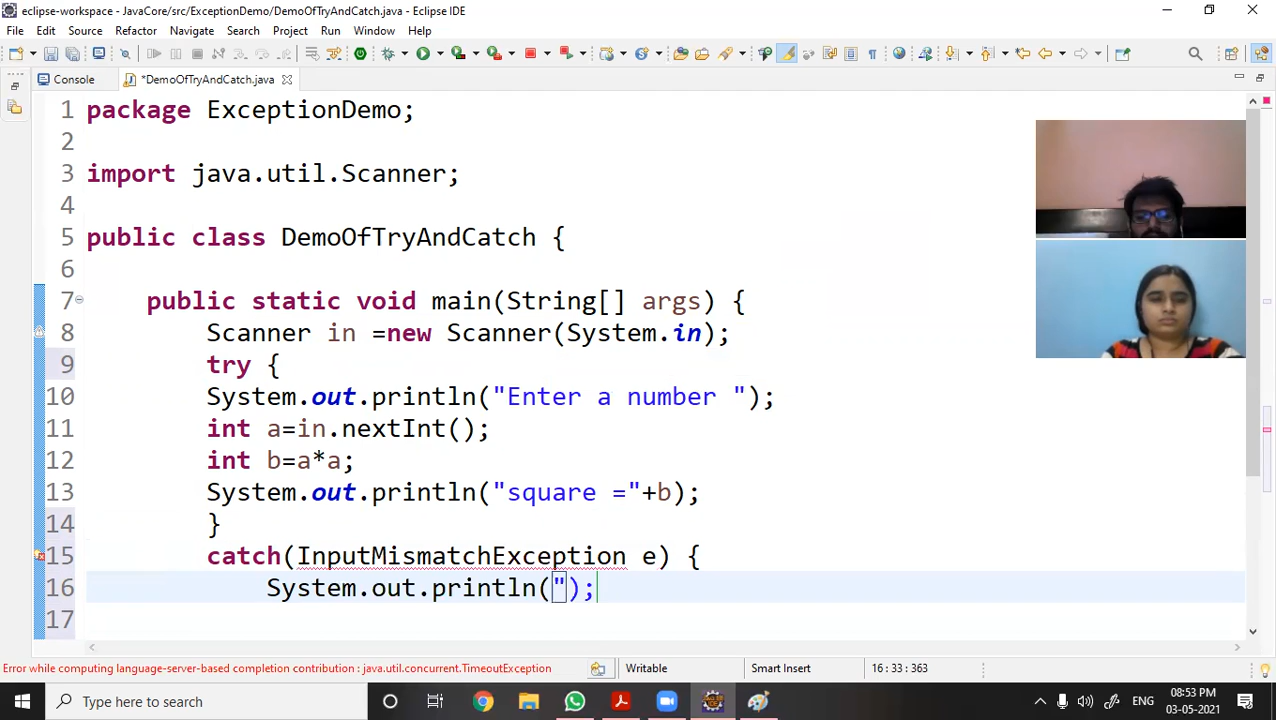 eclipse-workspace - JavaCore/src/ExceptionDemo/DemoOfTryAndCatch.java - Eclipse IDE
File Edit Source Refactor Navigate Search Project Run Window Help
Console *DemoOfTryAndCatch.java
1 package ExceptionDemo;
2
3 import java.util.Scanner;
4
5 public class DemoOfTryAndCatch {
6
7 public static void main(String[] args) {
8 Scanner in =new Scanner(System.in);
9 try {
10 System.out.println("Enter a number ");
11 int a=in.nextInt();
12 int b=a*a;
13 System.out.println("square ="+b);
14 }
15 catch(InputMismatchException e) {
16 System.out.println(");
17
Error while computing language-server-based completion contribution : java.util.concurrent.TimeoutException Writable Smart Insert 16 : 33 : 363
Type here to search ENG 08:53 PM
03-05-2021